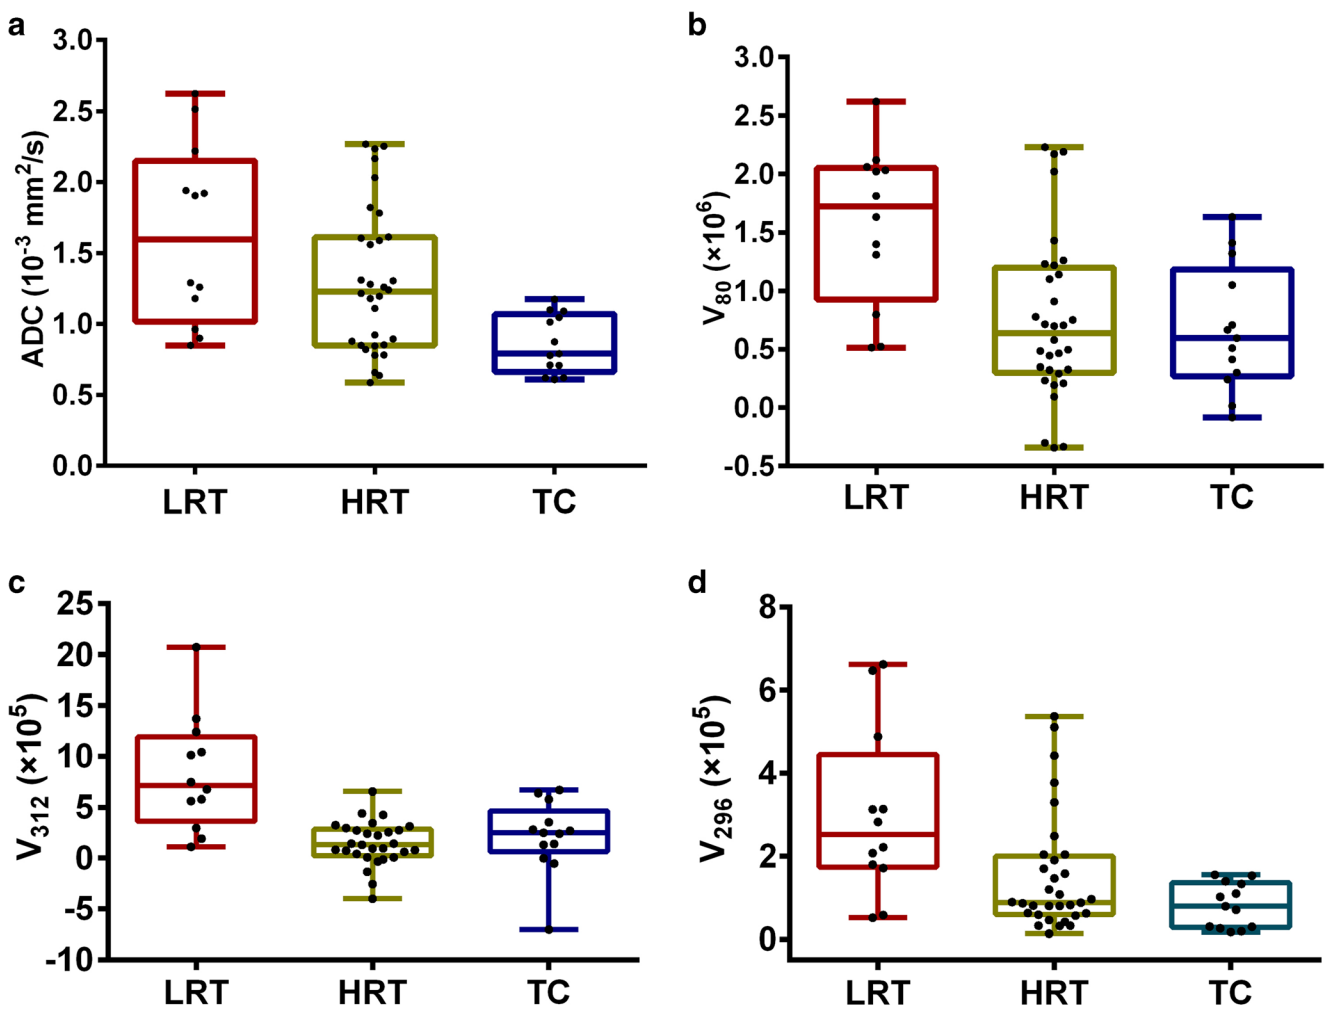 a
3.0
2.5
2.0
1.5
1.0
0.5
0.0
ADC (10⁻³ mm²/s)
LRT HRT TC
b
3.0
2.5
2.0
1.5
1.0
0.5
0.0
-0.5
V₈₀ (×10⁶)
LRT HRT TC
c
25
20
15
10
5
0
-5
-10
V₃₁₂ (×10⁵)
LRT HRT TC
d
8
6
4
2
0
V₂₉₆ (×10⁵)
LRT HRT TC